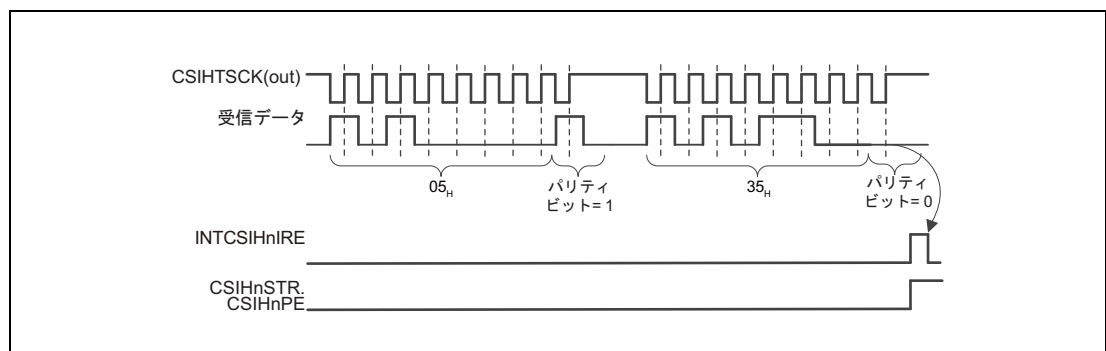 CSIHTSCK(out)
受信データ
05H
パリティ
ビット= 1
35H
パリティ
ビット= 0
INTCSIHnIRE
CSIHnSTR.
CSIHnPE